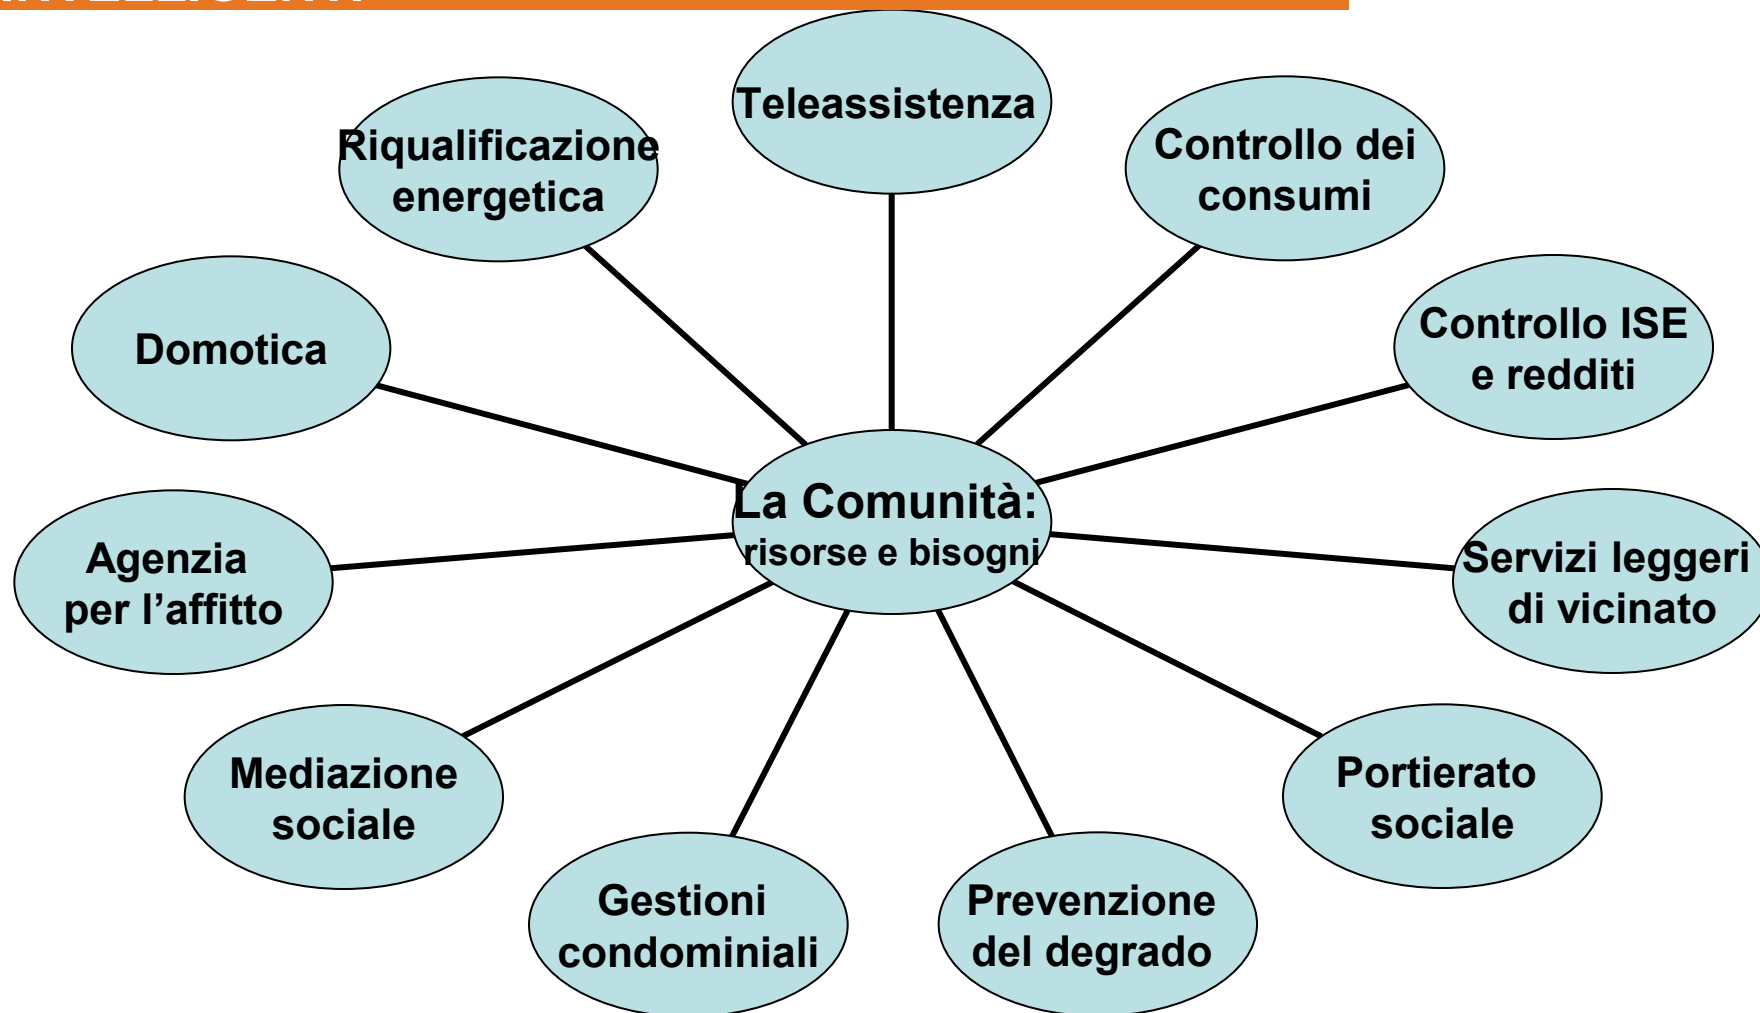 Teleassistenza
Riqualificazione
energetica
Controllo dei
consumi
Domotica
Controllo ISE
e redditi
La Comunità:
risorse e bisogni
Agenzia
per l’affitto
Servizi leggeri
di vicinato
Mediazione
sociale
Portierato
sociale
Gestioni
condominiali
Prevenzione
del degrado